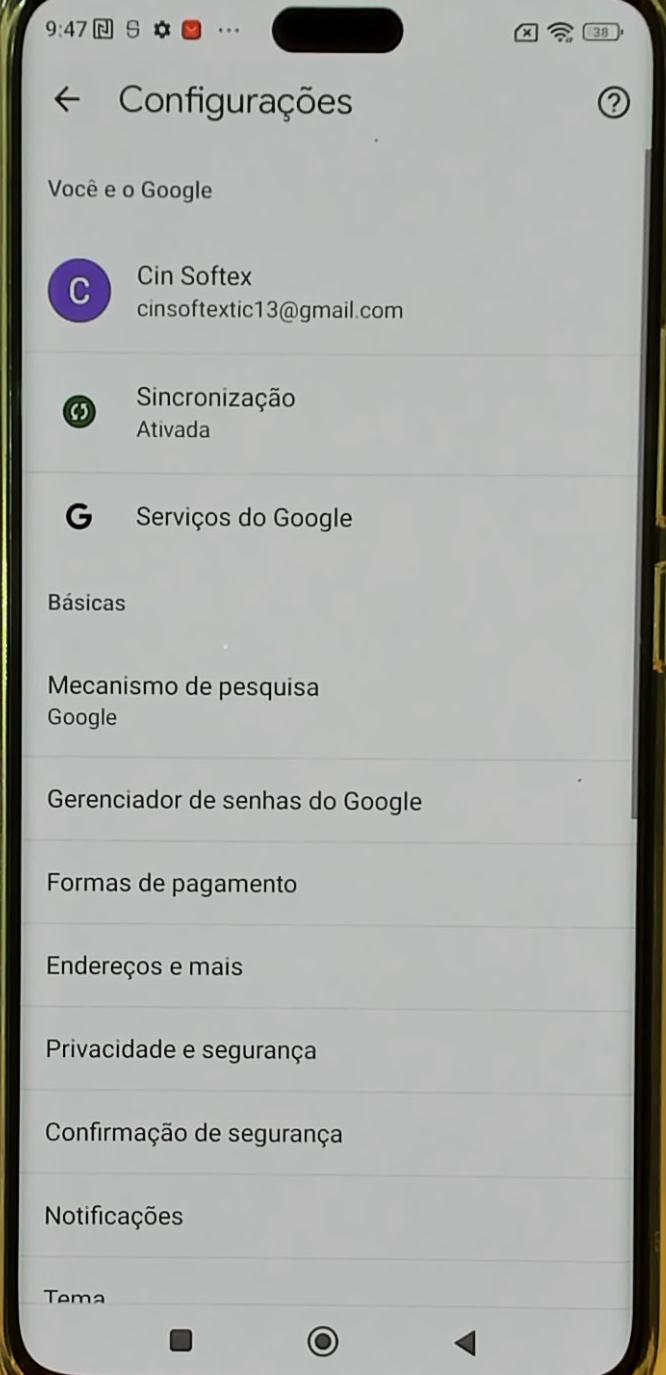 9:47
38
Configurações
Você e o Google
C
Cin Softex
cinsoftextic13@gmail.com
Sincronização
Ativada
G Serviços do Google
Básicas
Mecanismo de pesquisa
Google
Gerenciador de senhas do Google
Formas de pagamento
Endereços e mais
Privacidade e segurança
Confirmação de segurança
Notificações
Tema